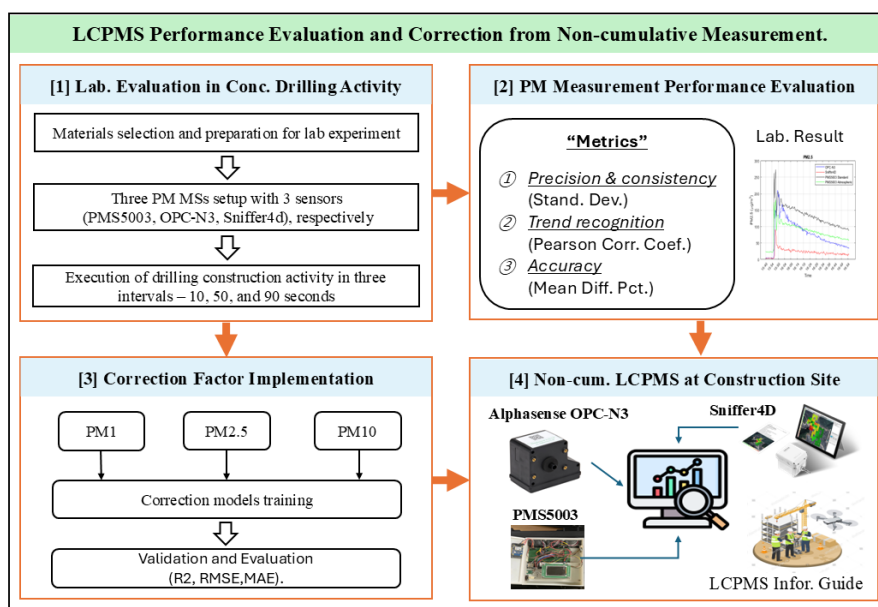 LCPMS Performance Evaluation and Correction from Non-cumulative Measurement.
[1] Lab. Evaluation in Conc. Drilling Activity
Materials selection and preparation for lab experiment
Three PM MSs setup with 3 sensors
(PMS5003, OPC-N3, Sniffer4d), respectively
Execution of drilling construction activity in three
intervals – 10, 50, and 90 seconds
[2] PM Measurement Performance Evaluation
“Metrics”
① Precision & consistency
(Stand. Dev.)
② Trend recognition
(Pearson Corr. Coef.)
③ Accuracy
(Mean Diff. Pct.)
Lab. Result
PM2.5
Time
[3] Correction Factor Implementation
PM1
PM2.5
PM10
Correction models training
Validation and Evaluation
(R2, RMSE,MAE).
[4] Non-cum. LCPMS at Construction Site
Alphasense OPC-N3
Sniffer4D
PMS5003
LCPMS Infor. Guide